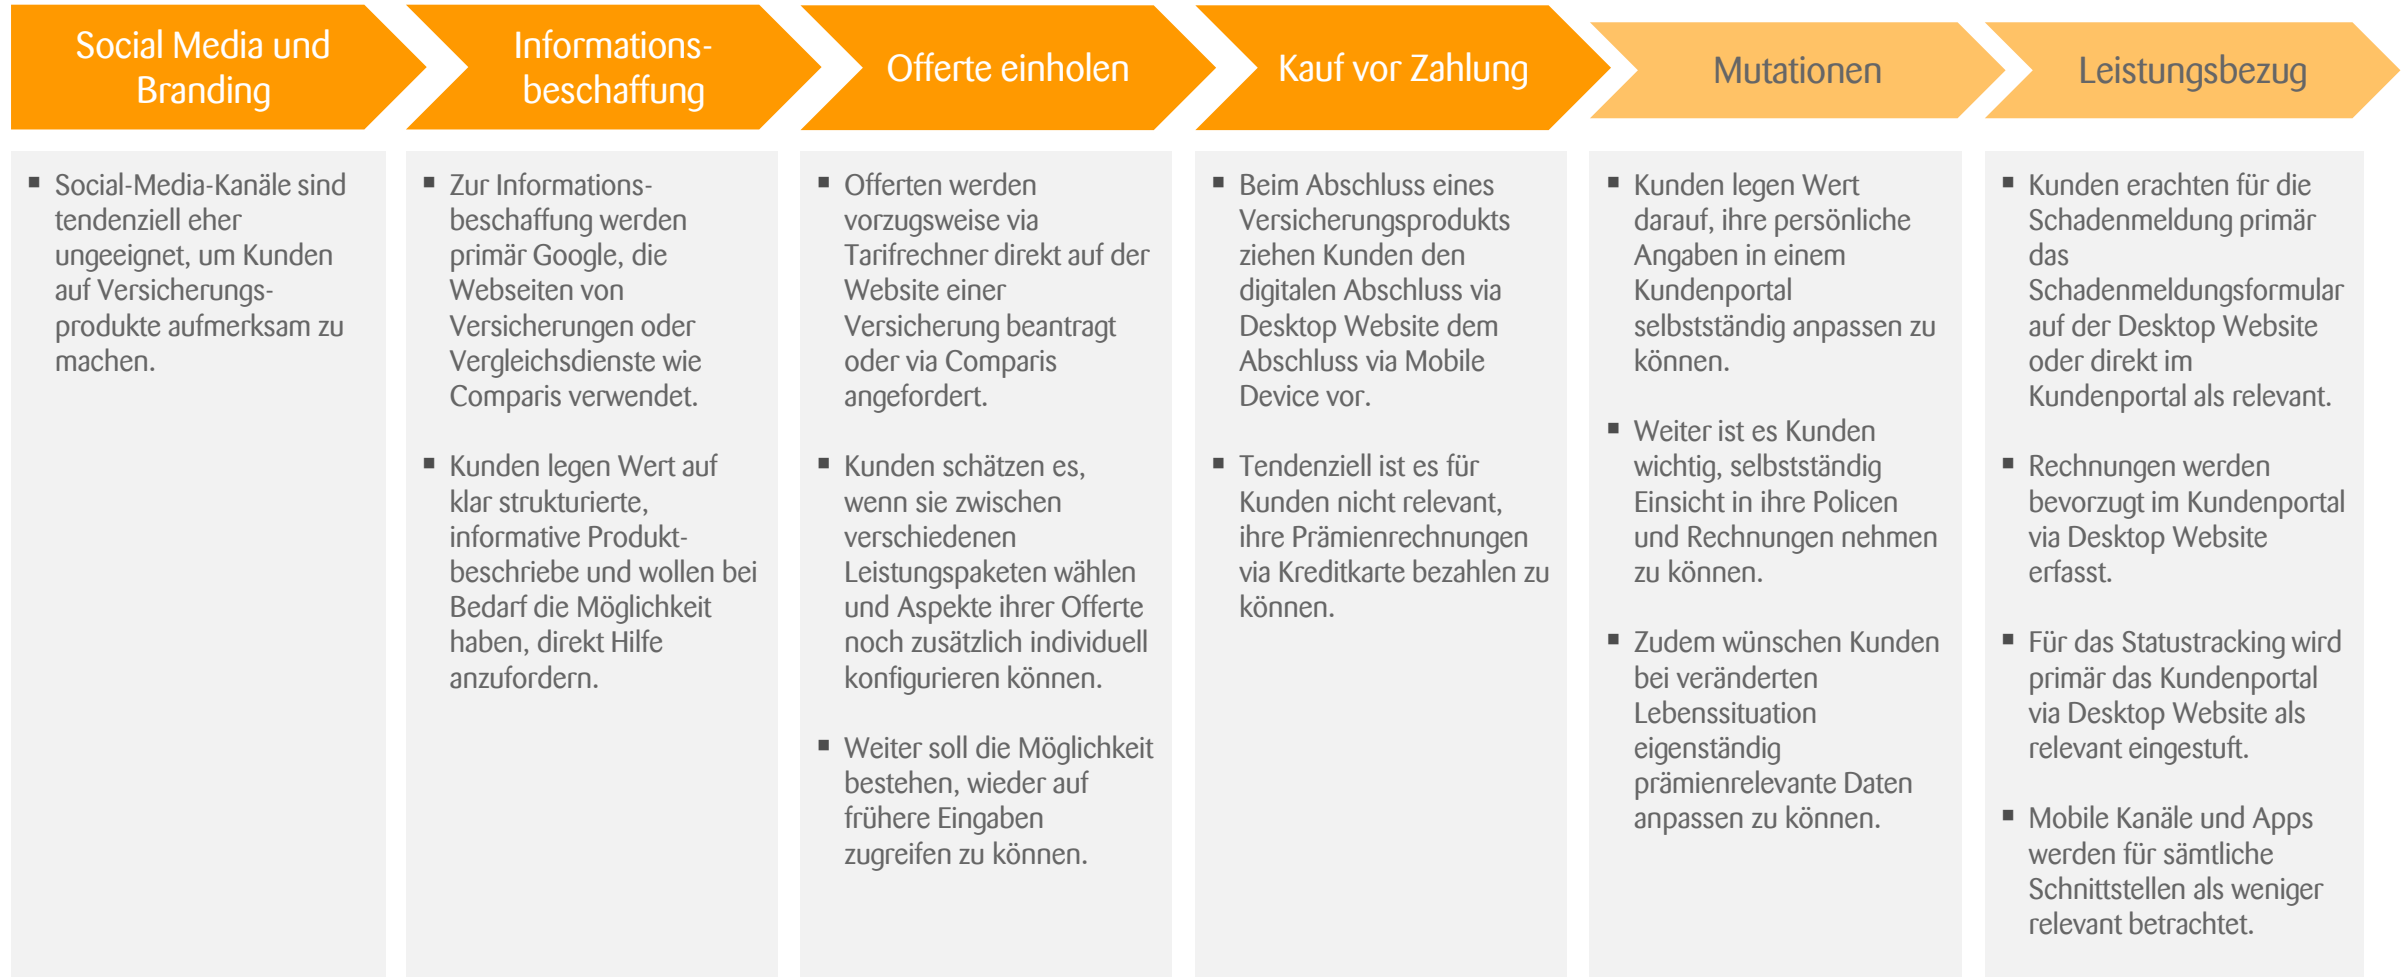 Social Media und
Branding
Informations-
beschaffung
Offerte einholen
Kauf vor Zahlung
Mutationen
Leistungsbezug
▪ Social-Media-Kanäle sind
tendenziell eher
ungeeignet, um Kunden
auf Versicherungs-
produkte aufmerksam zu
machen.
▪ Zur Informations-
beschaffung werden
primär Google, die
Webseiten von
Versicherungen oder
Vergleichsdienste wie
Comparis verwendet.
▪ Kunden legen Wert auf
klar strukturierte,
informative Produkt-
beschriebe und wollen bei
Bedarf die Möglichkeit
haben, direkt Hilfe
anzufordern.
▪ Offerten werden
vorzugsweise via
Tarifrechner direkt auf der
Website einer
Versicherung beantragt
oder via Comparis
angefordert.
▪ Kunden schätzen es,
wenn sie zwischen
verschiedenen
Leistungspaketen wählen
und Aspekte ihrer Offerte
noch zusätzlich individuell
konfigurieren können.
▪ Weiter soll die Möglichkeit
bestehen, wieder auf
frühere Eingaben
zugreifen zu können.
▪ Beim Abschluss eines
Versicherungsprodukts
ziehen Kunden den
digitalen Abschluss via
Desktop Website dem
Abschluss via Mobile
Device vor.
▪ Tendenziell ist es für
Kunden nicht relevant,
ihre Prämienrechnungen
via Kreditkarte bezahlen zu
können.
▪ Kunden legen Wert
darauf, ihre persönliche
Angaben in einem
Kundenportal
selbstständig anpassen zu
können.
▪ Weiter ist es Kunden
wichtig, selbstständig
Einsicht in ihre Policen
und Rechnungen nehmen
zu können.
▪ Zudem wünschen Kunden
bei veränderten
Lebenssituation
eigenständig
prämienrelevante Daten
anpassen zu können.
▪ Kunden erachten für die
Schadenmeldung primär
das
Schadenmeldungsformular
auf der Desktop Website
oder direkt im
Kundenportal als relevant.
▪ Rechnungen werden
bevorzugt im Kundenportal
via Desktop Website
erfasst.
▪ Für das Statustracking wird
primär das Kundenportal
via Desktop Website als
relevant eingestuft.
▪ Mobile Kanäle und Apps
werden für sämtliche
Schnittstellen als weniger
relevant betrachtet.